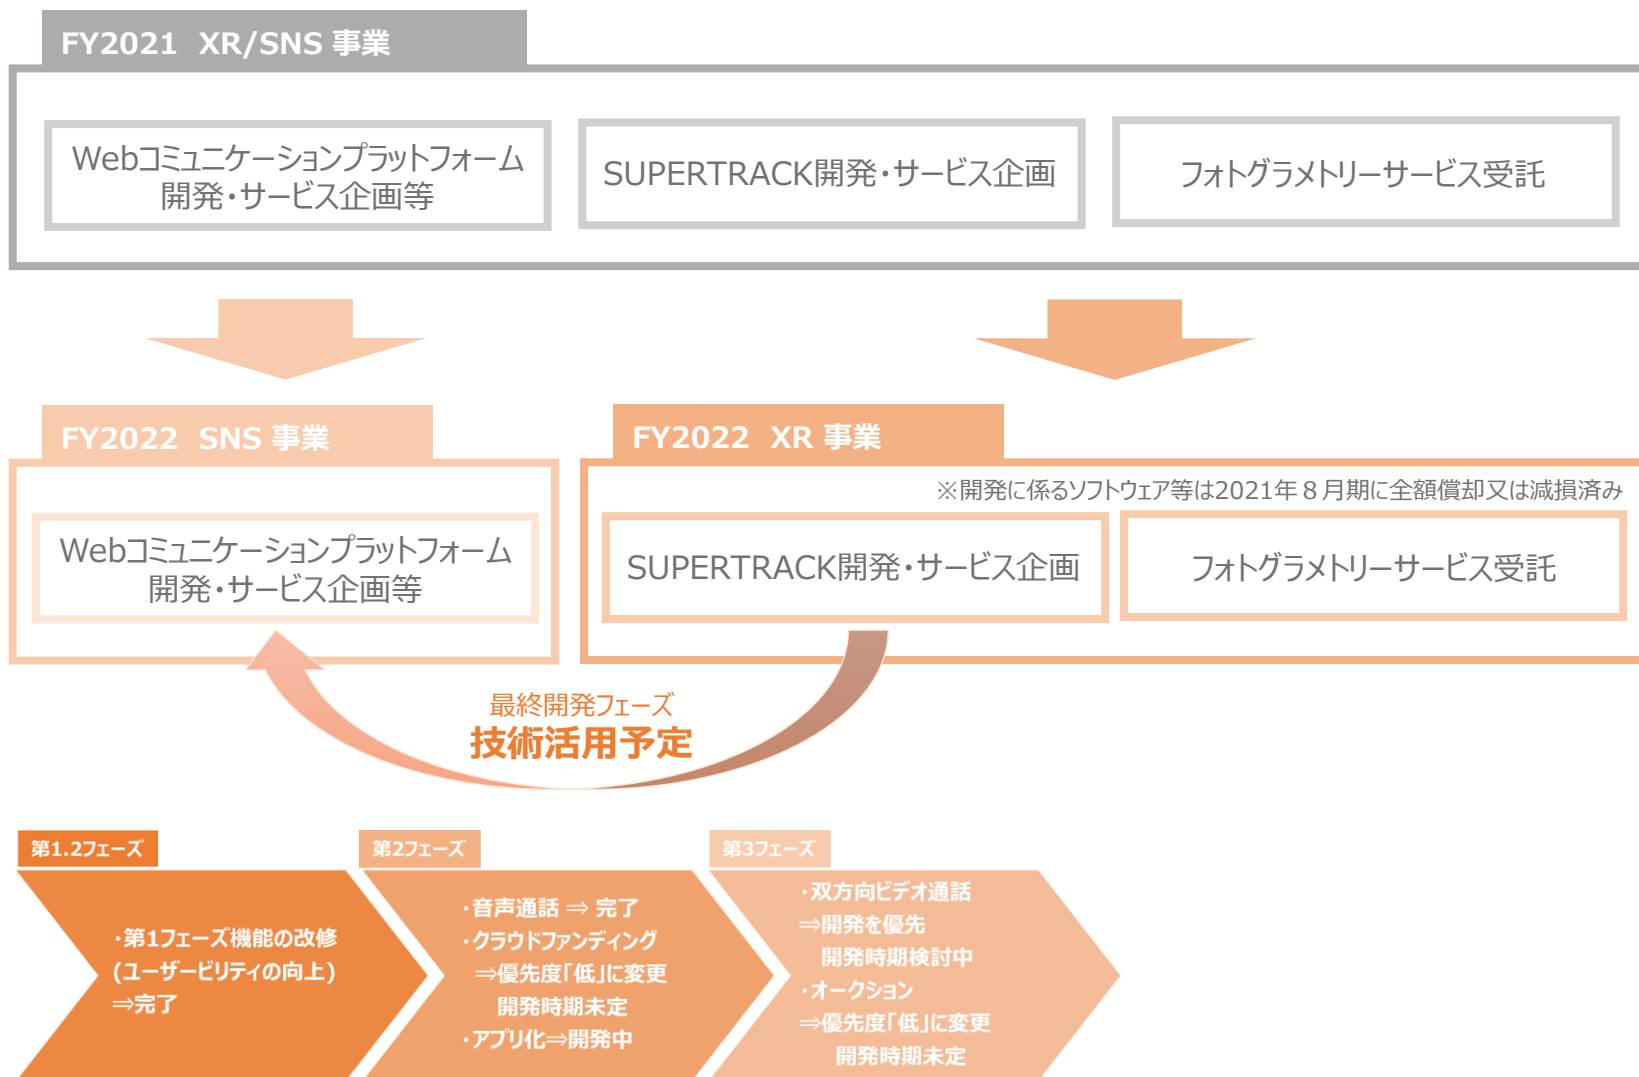 FY2021 XR/SNS 事業
Webコミュニケーションプラットフォーム
開発・サービス企画等
SUPERTRACK開発・サービス企画
フォトグラメトリーサービス受託
FY2022 SNS 事業
Webコミュニケーションプラットフォーム
開発・サービス企画等
FY2022 XR 事業
※開発に係るソフトウェア等は2021年８月期に全額償却又は減損済み
SUPERTRACK開発・サービス企画
フォトグラメトリーサービス受託
最終開発フェーズ
技術活用予定
第1.2フェーズ
・第1フェーズ機能の改修
(ユーザービリティの向上)
⇒完了
第2フェーズ
・音声通話 ⇒ 完了
・クラウドファンディング
⇒優先度「低」に変更
開発時期未定
・アプリ化⇒開発中
第3フェーズ
・双方向ビデオ通話
⇒開発を優先
開発時期検討中
・オークション
⇒優先度「低」に変更
開発時期未定